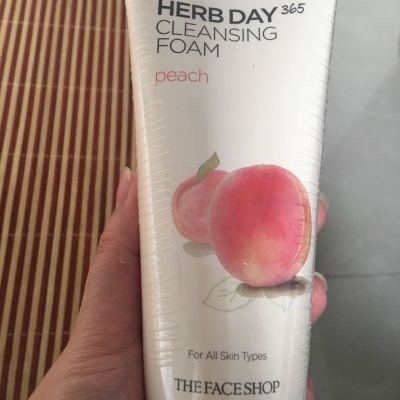 HERB DAY 365
CLEANSING
FOAM
peach
For All Skin Types
THE FACE SHOP